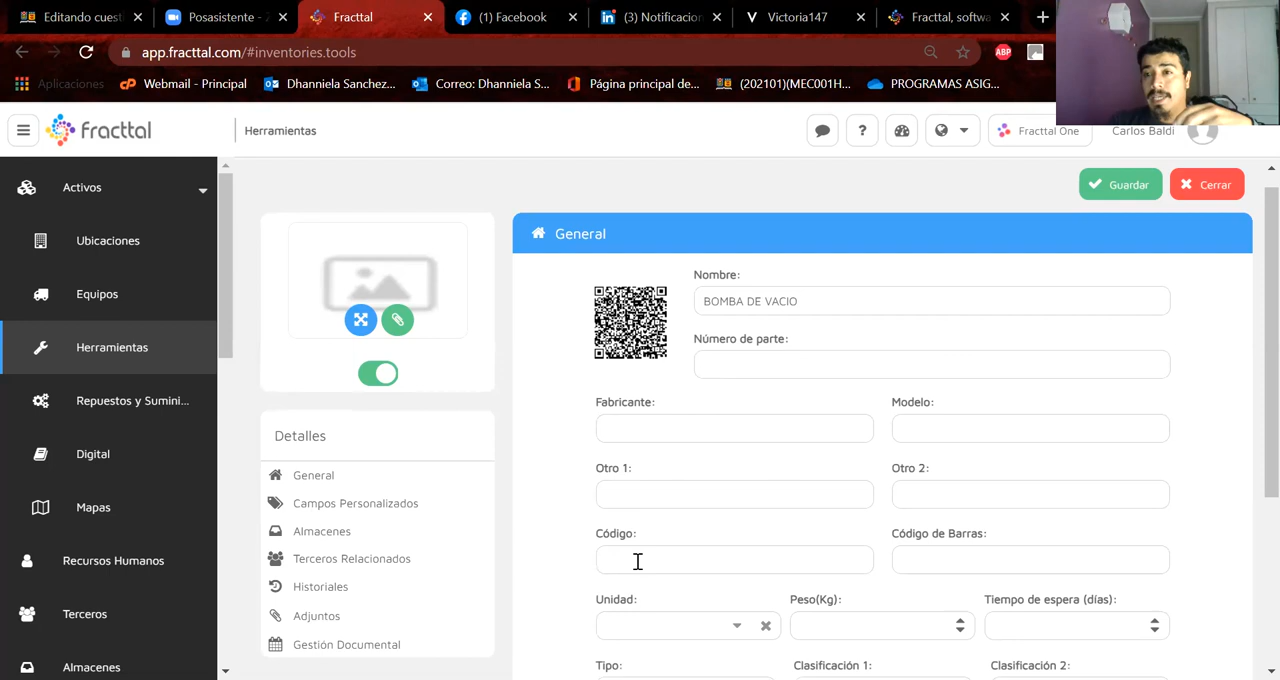 Editando cuest
Posasistente - Z
Fracttal
(1) Facebook
(3) Notificacion
Victoria147
Fracttal, softwa
app.fracttal.com/#inventories.tools
ABP
Aplicaciones
Webmail - Principal
Dhanniela Sanchez...
Correo: Dhanniela S...
Página principal de...
(202101)(MEC001H...
PROGRAMAS ASIG...
fracttal
Herramientas
Fracttal One
Carlos Baldi
Activos
Ubicaciones
Equipos
Herramientas
Repuestos y Sumini...
Digital
Mapas
Recursos Humanos
Terceros
Almacenes
Guardar
Cerrar
Detalles
General
Campos Personalizados
Almacenes
Terceros Relacionados
Historiales
Adjuntos
Gestión Documental
General
Nombre:
BOMBA DE VACIO
Número de parte:
Fabricante:
Modelo:
Otro 1:
Otro 2:
Código:
Código de Barras:
Unidad:
Peso(Kg):
Tiempo de espera (días):
Tipo:
Clasificación 1:
Clasificación 2: